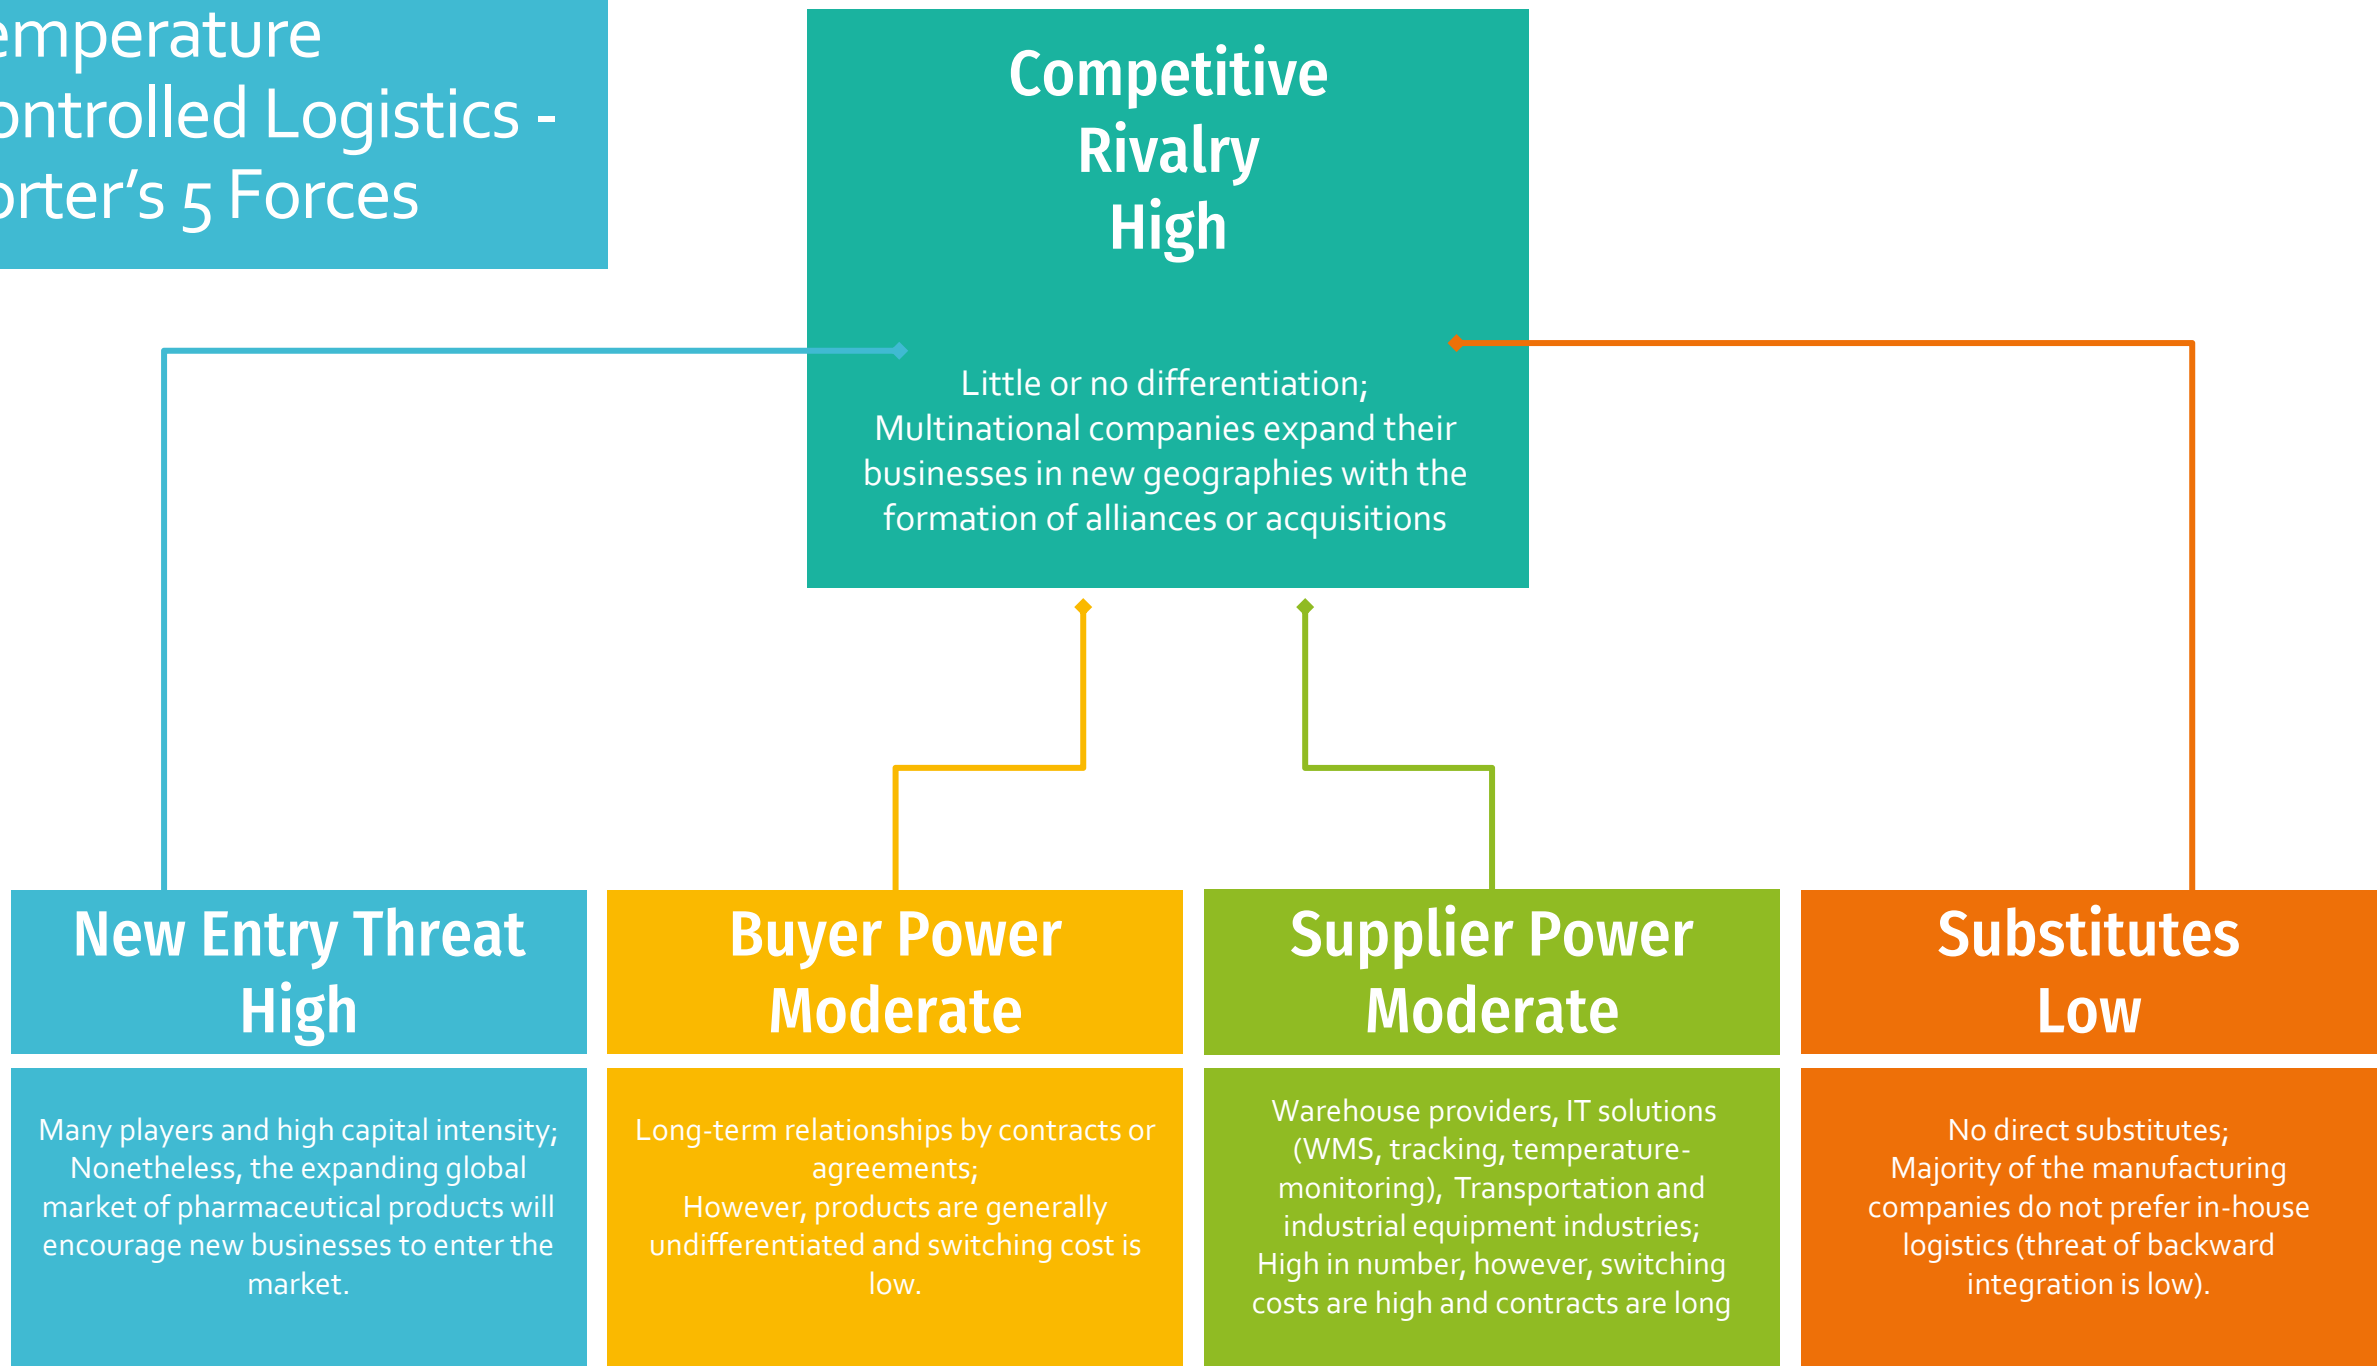 emperature
ontrolled Logistics -
orter's 5 Forces
Competitive
Rivalry
High
Little or no differentiation;
Multinational companies expand their
businesses in new geographies with the
formation of alliances or acquisitions
New Entry Threat
High
Many players and high capital intensity;
Nonetheless, the expanding global
market of pharmaceutical products will
encourage new businesses to enter the
market.
Buyer Power
Moderate
Long-term relationships by contracts or
agreements;
However, products are generally
undifferentiated and switching cost is
low.
Supplier Power
Moderate
Warehouse providers, IT solutions
(WMS, tracking, temperature-
monitoring), Transportation and
industrial equipment industries;
High in number, however, switching
costs are high and contracts are long
Substitutes
Low
No direct substitutes;
Majority of the manufacturing
companies do not prefer in-house
logistics (threat of backward
integration is low).